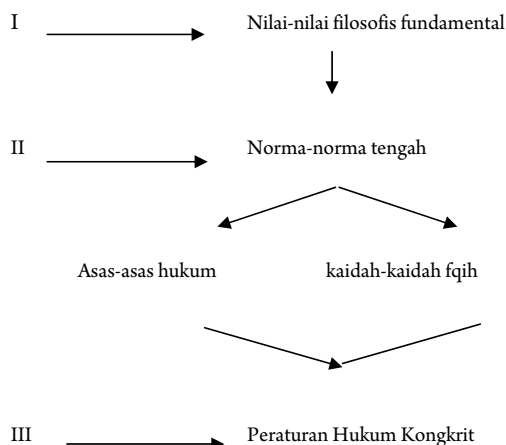 I Nilai-nilai filosofis fundamental
II Norma-norma tengah
Asas-asas hukum kaidah-kaidah fqih
III Peraturan Hukum Kongkrit